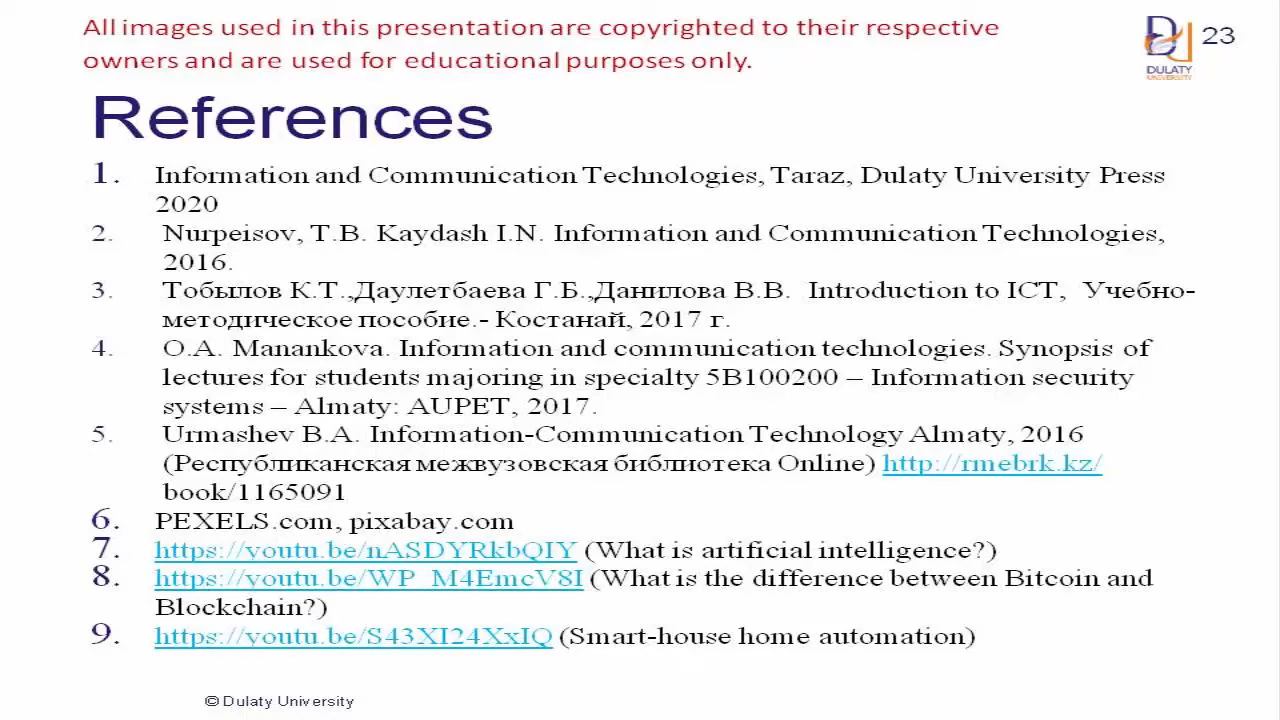 All images used in this presentation are copyrighted to their respective
owners and are used for educational purposes only.
DULATY
UNIVERSITY
23
References
1. Information and Communication Technologies, Taraz, Dulaty University Press
2020
2. Nurpeisov, T.B. Kaydash I.N. Information and Communication Technologies,
2016.
3. Тобылов К.Т.,Даулетбаева Г.Б.,Данилова В.В. Introduction to ICT, Учебно-
методическое пособие.- Костанай, 2017 г.
4. O.A. Manankova. Information and communication technologies. Synopsis of
lectures for students majoring in specialty 5B100200 – Information security
systems – Almaty: AUPET, 2017.
5. Urmashev B.A. Information-Communication Technology Almaty, 2016
(Республиканская межвузовская библиотека Online) http://rmebrk.kz/
book/1165091
6. PEXELS.com, pixabay.com
7. https://youtu.be/nASDYRkbQIY (What is artificial intelligence?)
8. https://youtu.be/WP_M4EmcV8I (What is the difference between Bitcoin and
Blockchain?)
9. https://youtu.be/S43XI24XxIQ (Smart-house home automation)
© Dulaty University